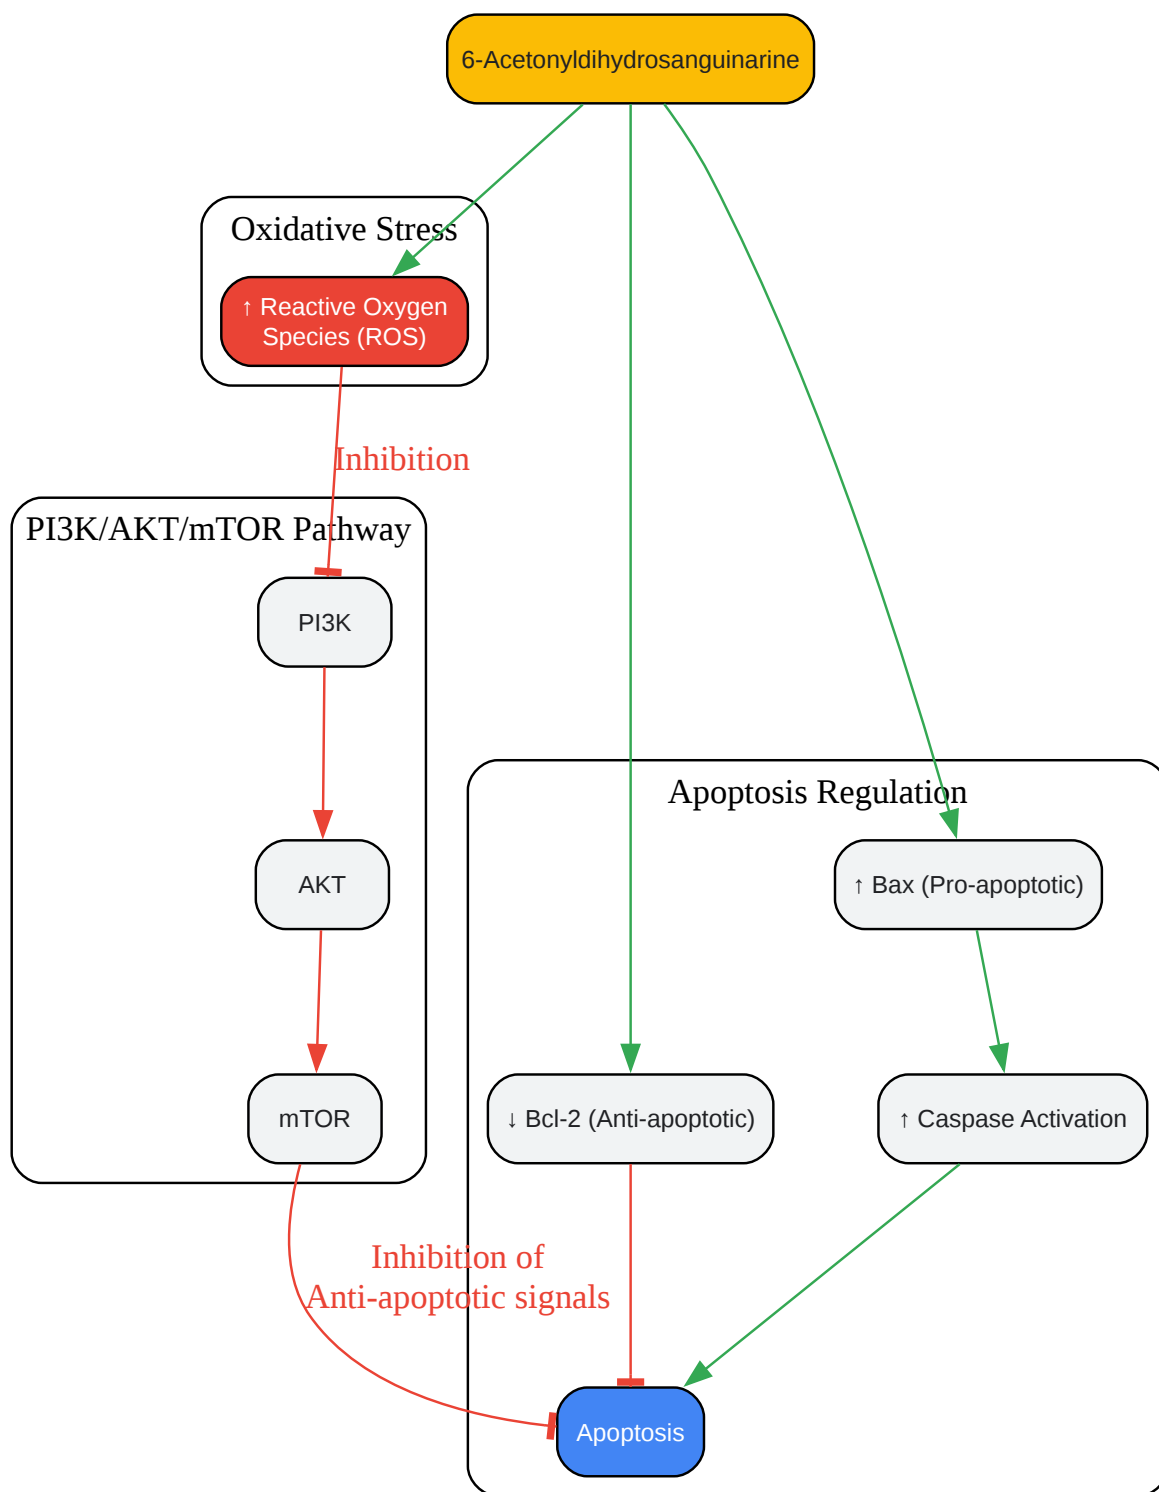 6-Acetonyldihydrosanguinarine
Oxidative Stress
↑ Reactive Oxygen
Species (ROS)
Inhibition
PI3K/AKT/mTOR Pathway
PI3K
Apoptosis Regulation
AKT
↑ Bax (Pro-apoptotic)
mTOR
↓ Bcl-2 (Anti-apoptotic)
↑ Caspase Activation
Inhibition of
Anti-apoptotic signals
Apoptosis